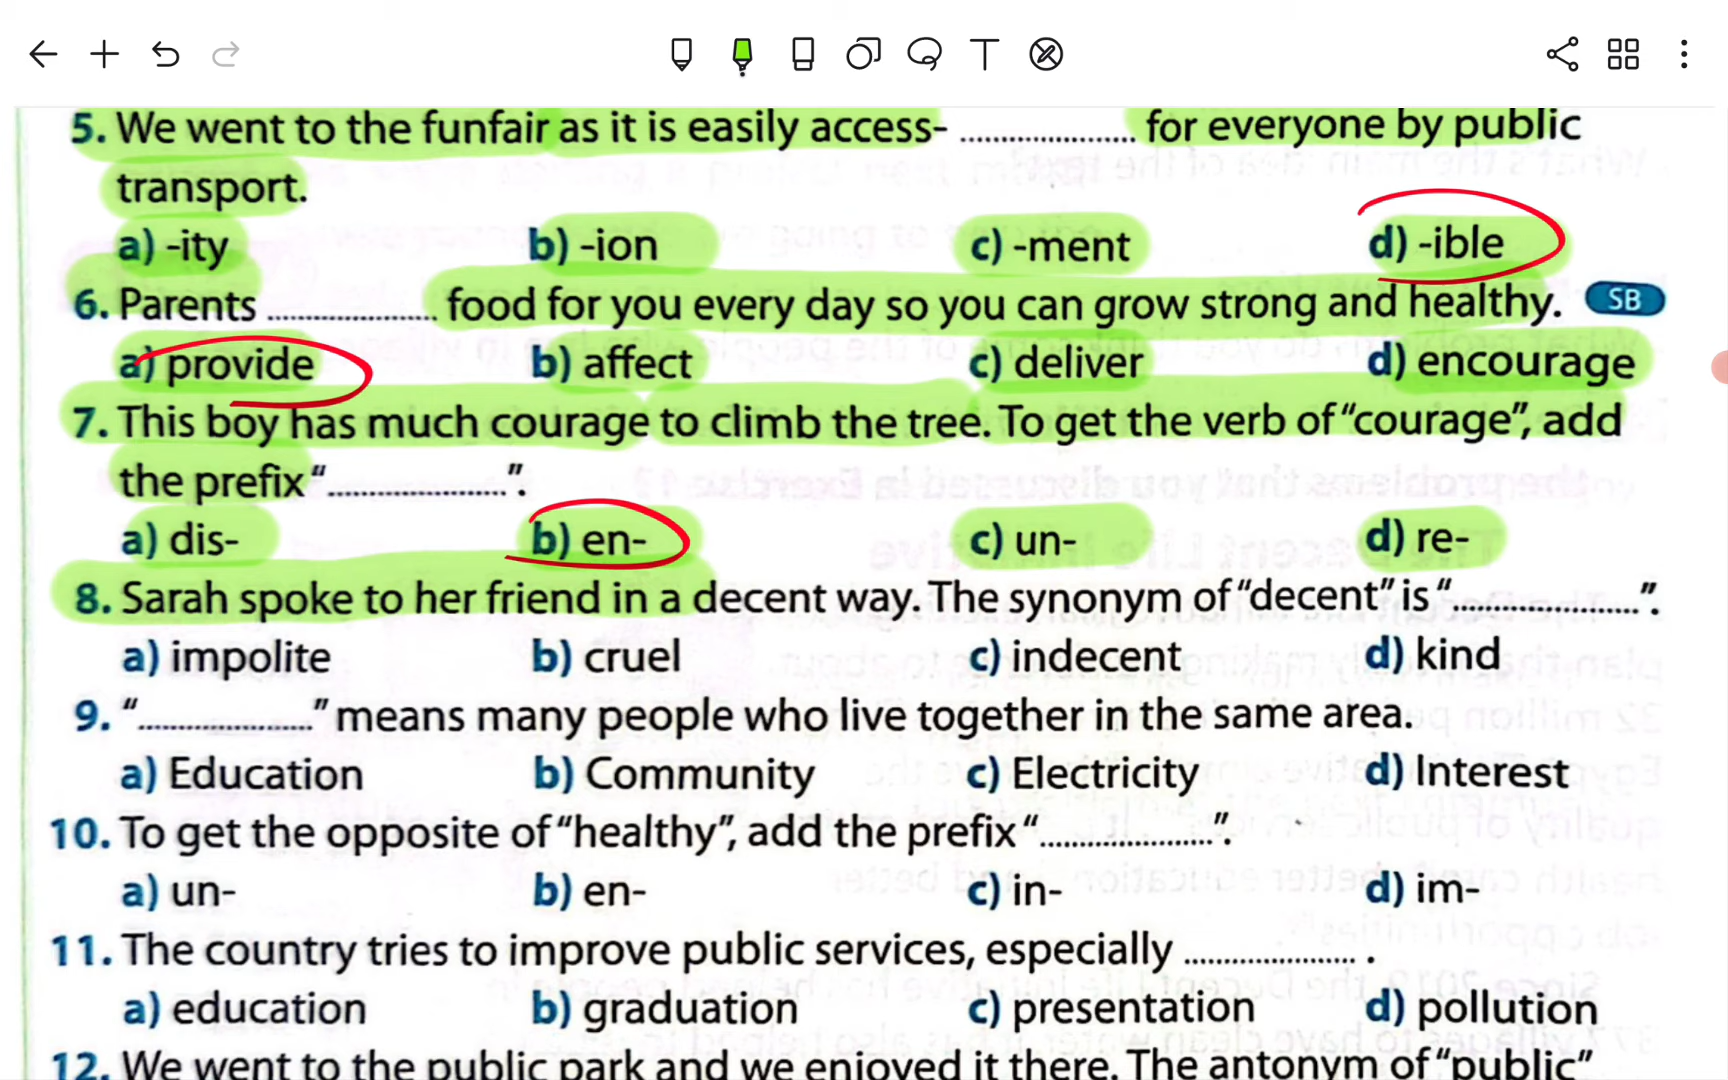 5. We went to the funfair as it is easily access- .................... for everyone by public
transport.
a) -ity b) -ion c) -ment d) -ible
6. Parents .................... food for you every day so you can grow strong and healthy. SB
a) provide b) affect c) deliver d) encourage
7. This boy has much courage to climb the tree. To get the verb of "courage", add
the prefix "....................".
a) dis- b) en- c) un- d) re-
8. Sarah spoke to her friend in a decent way. The synonym of "decent" is "....................".
a) impolite b) cruel c) indecent d) kind
9. "...................." means many people who live together in the same area.
a) Education b) Community c) Electricity d) Interest
10. To get the opposite of "healthy", add the prefix "....................".
a) un- b) en- c) in- d) im-
11. The country tries to improve public services, especially .................... .
a) education b) graduation c) presentation d) pollution
12. We went to the public park and we enjoyed it there. The antonym of "public"